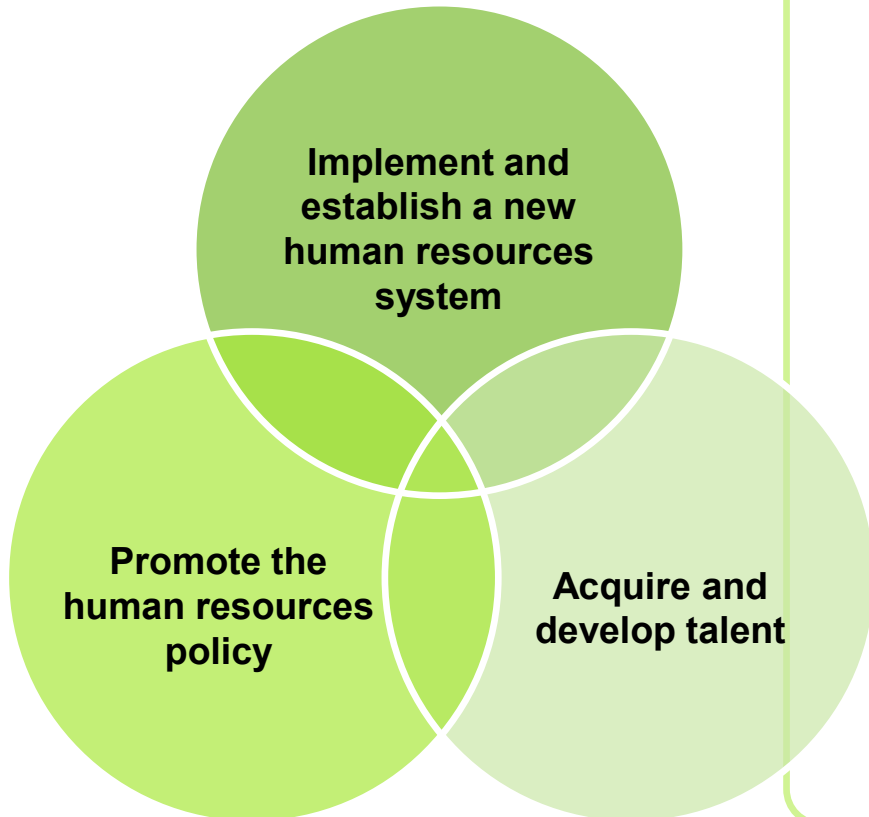 Implement and
establish a new
human resources
system
Promote the
human resources
policy
Acquire and
develop talent